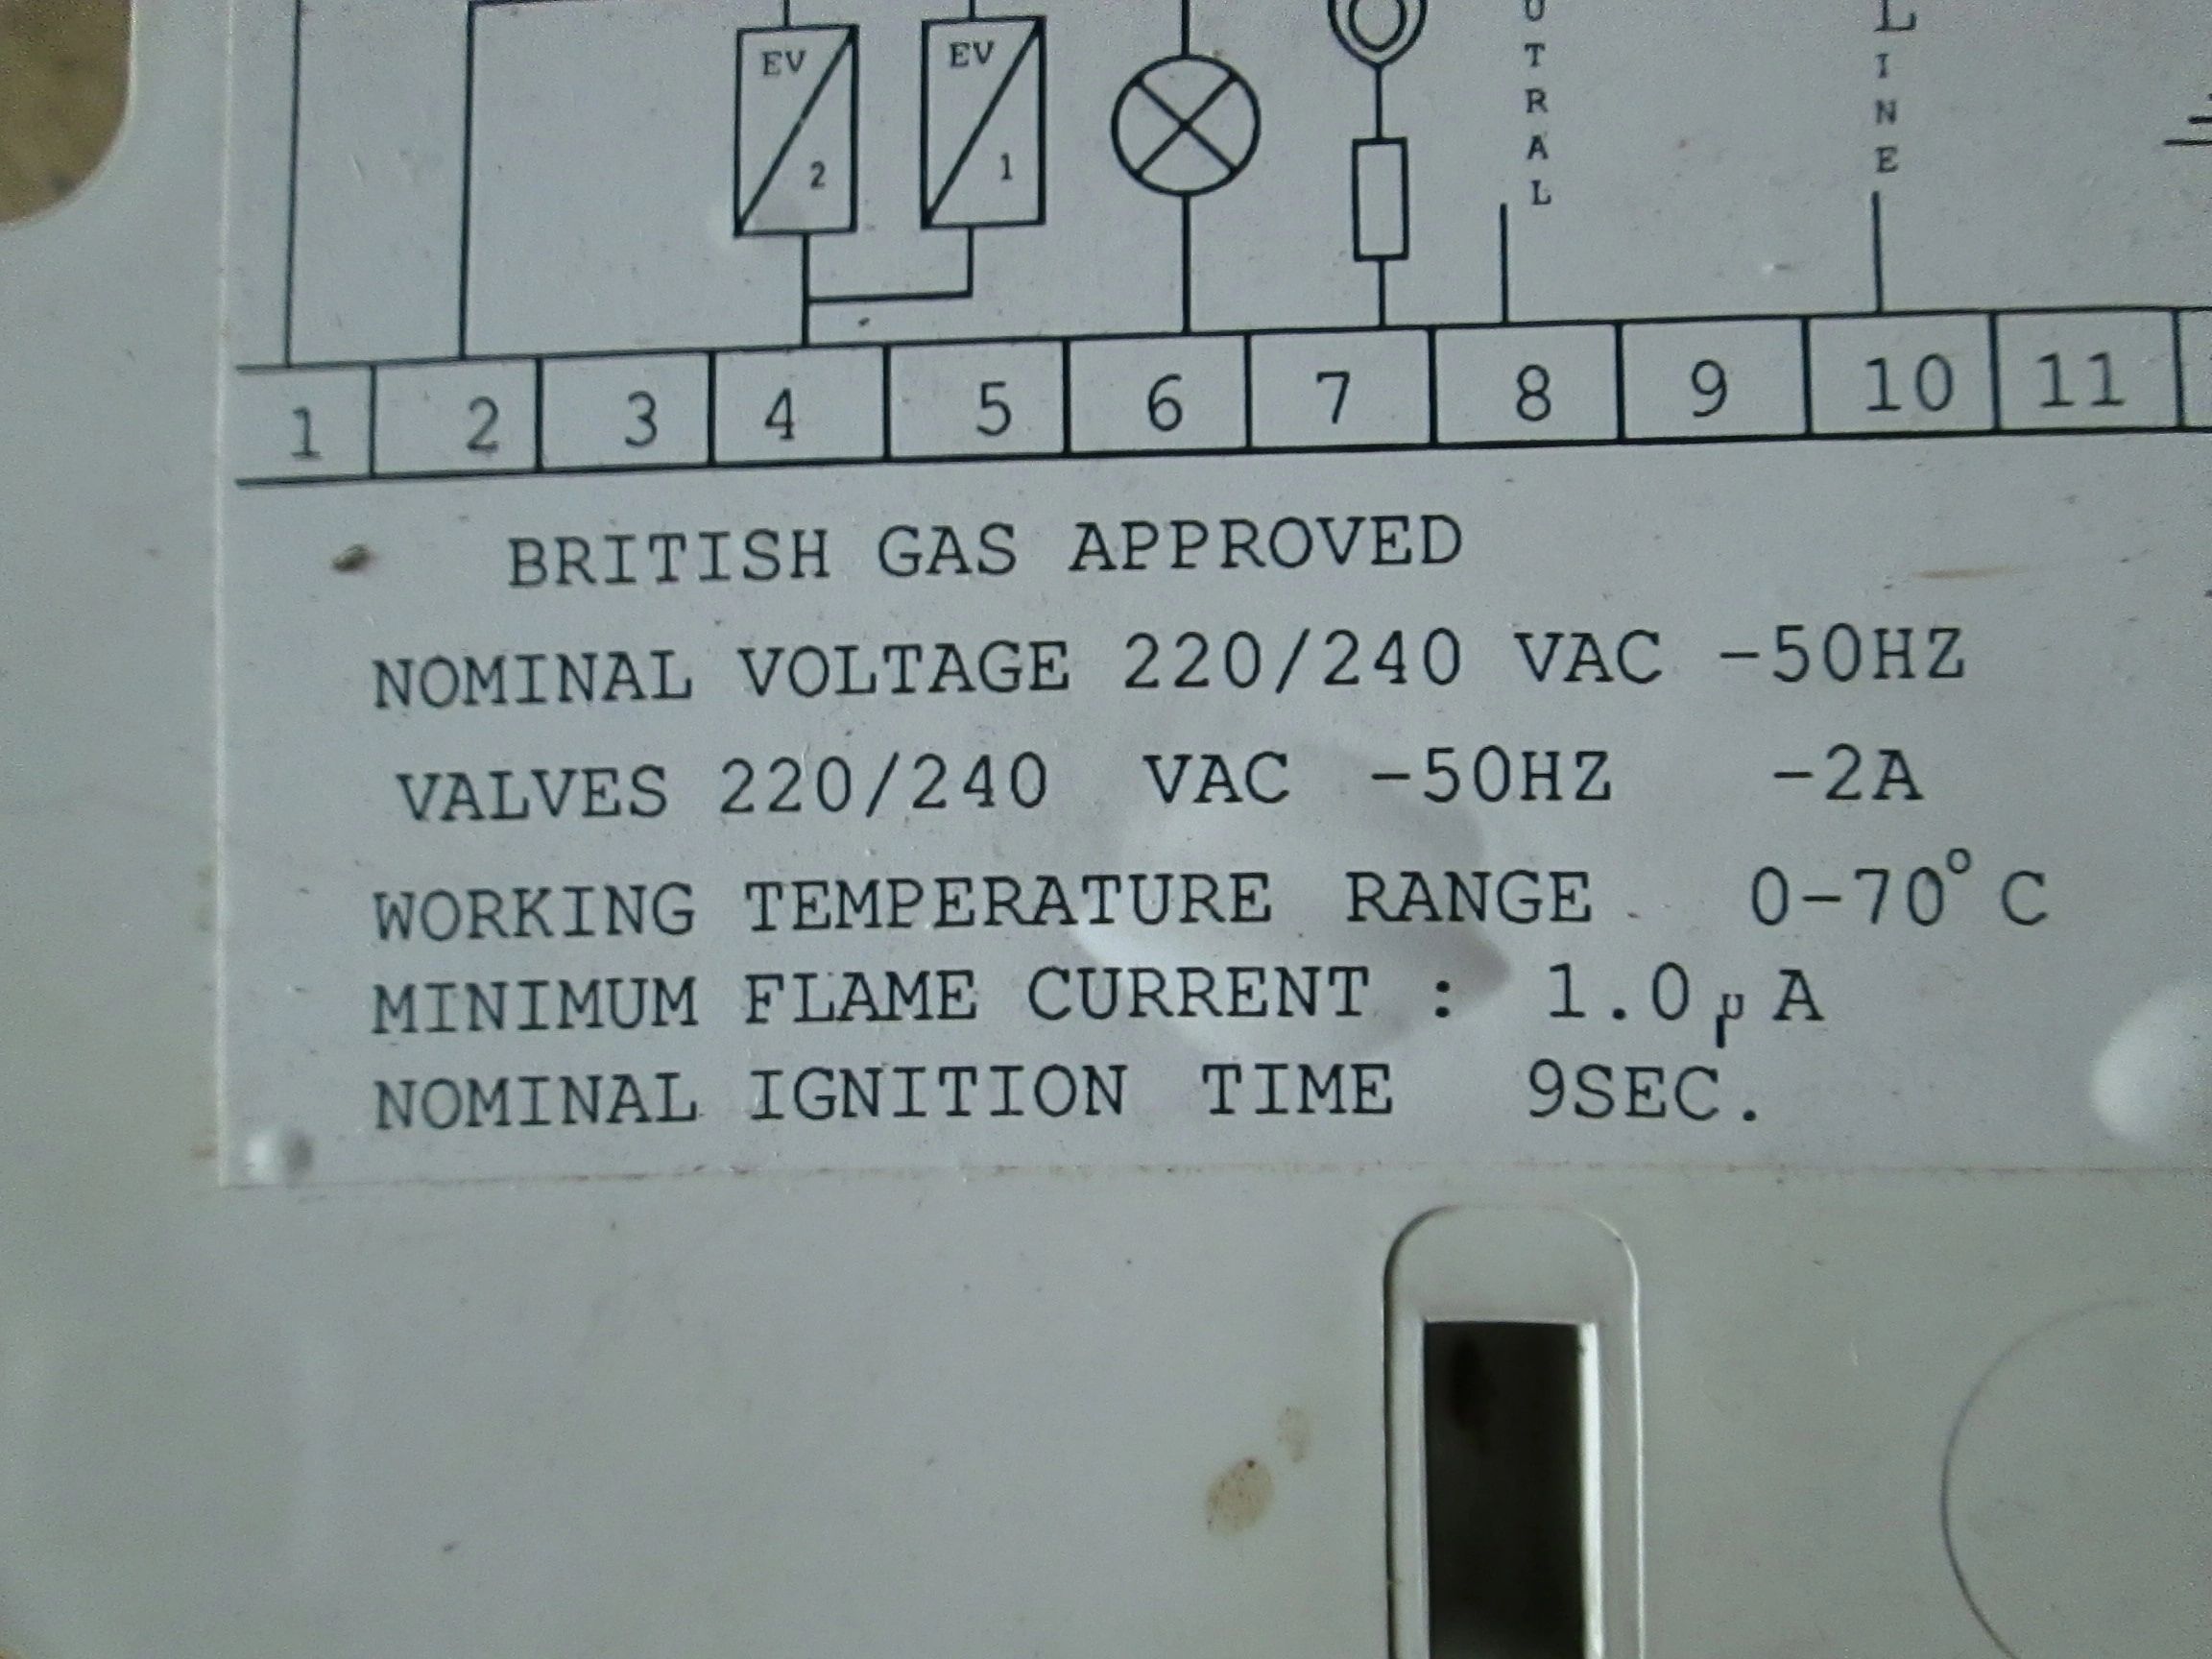 EV
2
EV
1
UTRAL
LINE
1 2 3 4 5 6 7 8 9 10 11
BRITISH GAS APPROVED
NOMINAL VOLTAGE 220/240 VAC -50HZ
VALVES 220/240 VAC -50HZ -2A
WORKING TEMPERATURE RANGE 0-70°C
MINIMUM FLAME CURRENT : 1.0 µA
NOMINAL IGNITION TIME 9SEC.